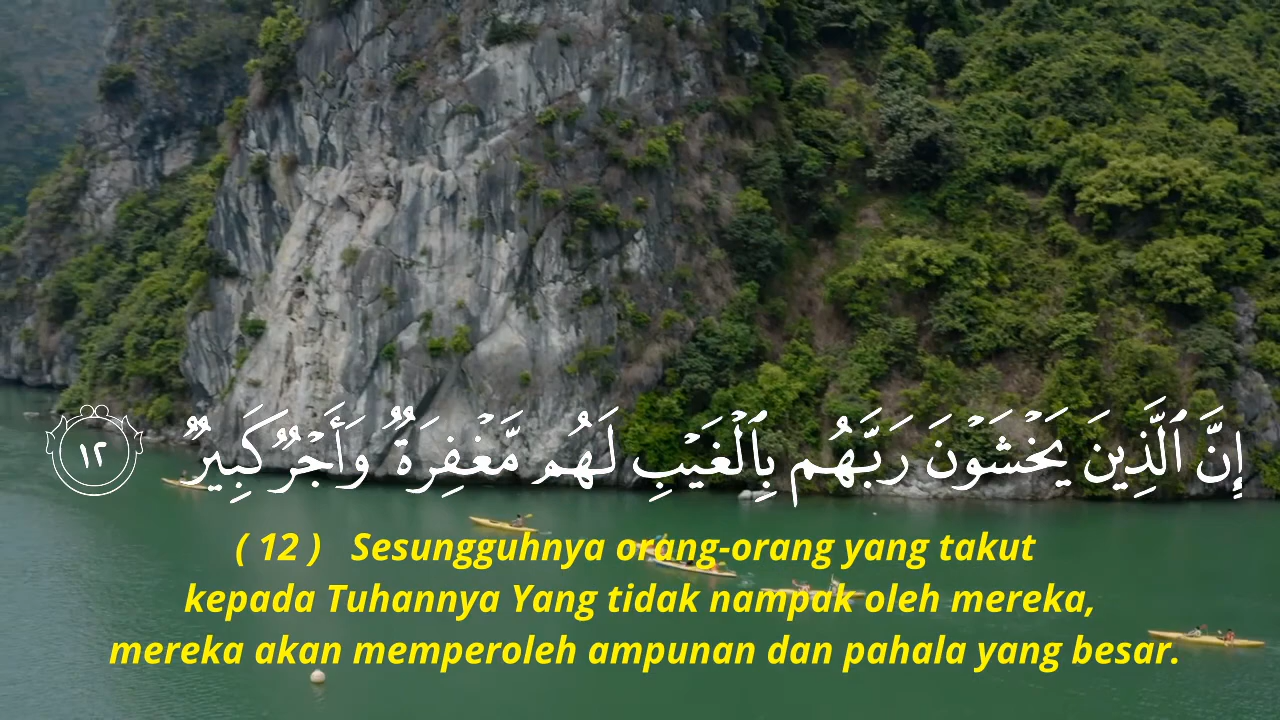 إِنَّ ٱلَّذِينَ يَخْشَوْنَ رَبَّهُم بِٱلْغَيْبِ لَهُم مَّغْفِرَةٌ وَأَجْرٌ كَبِيرٌ ١٢
( 12 ) Sesungguhnya orang-orang yang takut
kepada Tuhannya Yang tidak nampak oleh mereka,
mereka akan memperoleh ampunan dan pahala yang besar.